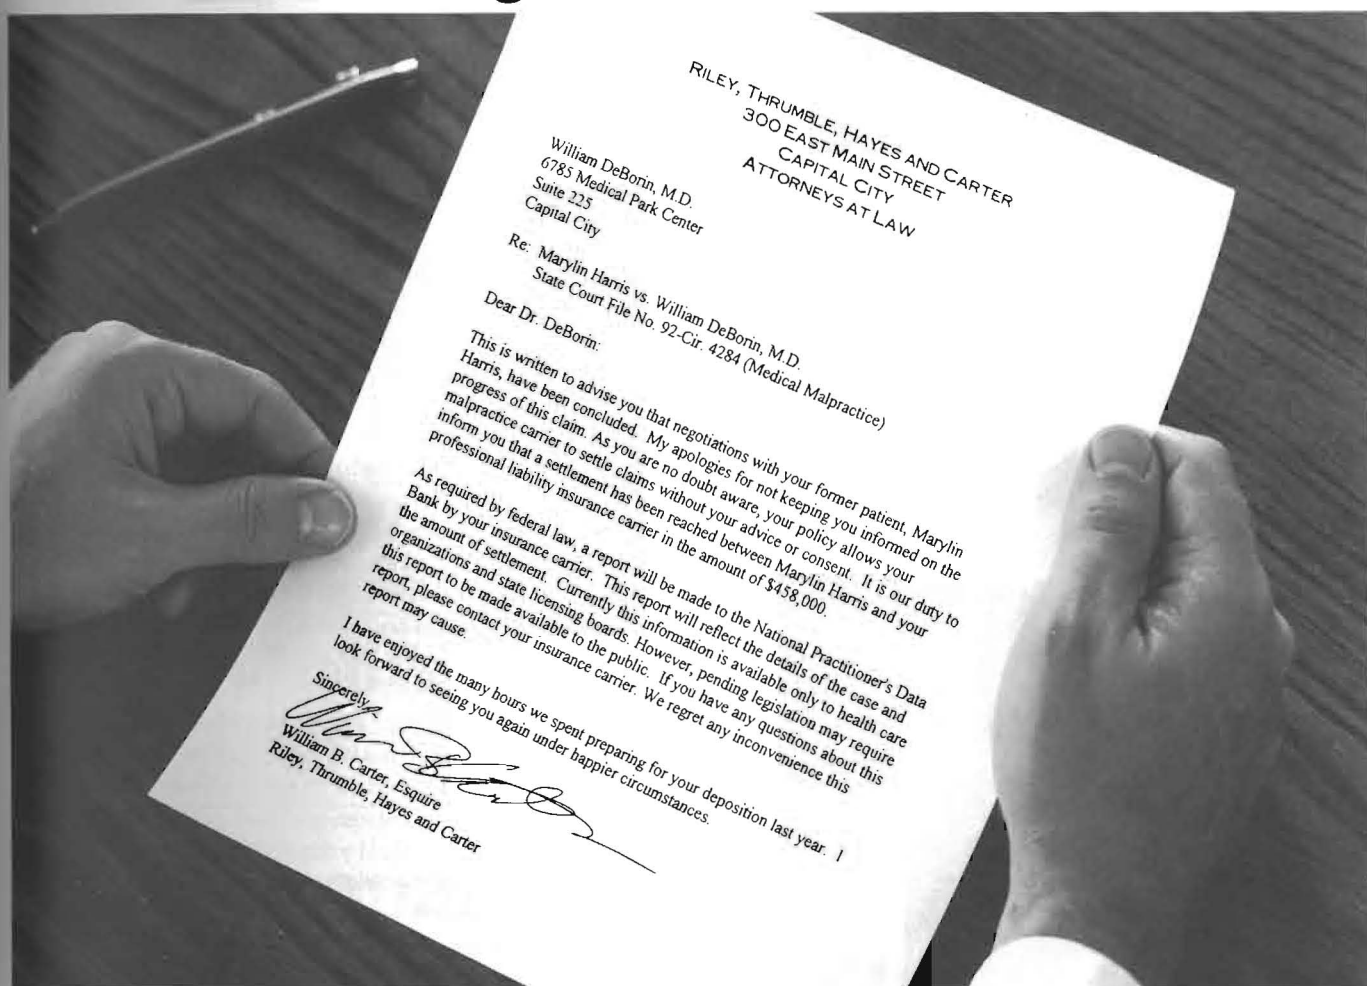 RILEY, THRUMBLE, HAYES AND CARTER
300 EAST MAIN STREET
CAPITAL CITY
ATTORNEYS AT LAW
William DeBorin, M.D.
6785 Medical Park Center
Suite 225
Capital City
Re: Marylin Harris vs. William DeBorin, M.D.
State Court File No. 92-Cir. 4284 (Medical Malpractice)
Dear Dr. DeBorin:
This is written to advise you that negotiations with your former patient, Marylin
Harris, have been concluded. My apologies for not keeping you informed on the
progress of this claim. As you are no doubt aware, your policy allows your
malpractice carrier to settle claims without your advice or consent. It is our duty to
inform you that a settlement has been reached between Marylin Harris and your
professional liability insurance carrier in the amount of $458,000.
As required by federal law, a report will be made to the National Practitioner's Data
Bank by your insurance carrier. This report will reflect the details of the case and
the amount of settlement. Currently this information is available only to health care
organizations and state licensing boards. However, pending legislation may require
this report to be made available to the public. If you have any questions about this
report, please contact your insurance carrier. We regret any inconvenience this
report may cause.
I have enjoyed the many hours we spent preparing for your deposition last year. I
look forward to seeing you again under happier circumstances.
Sincerely,
William B. Carter, Esquire
Riley, Thrumble, Hayes and Carter